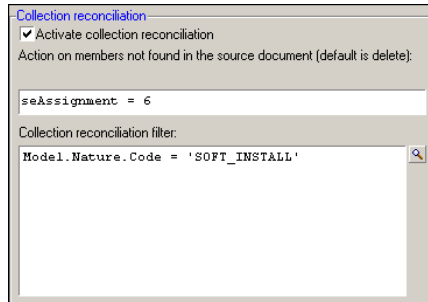 Collection reconciliation
Activate collection reconciliation
Action on members not found in the source document (default is delete):
seAssignment = 6
Collection reconciliation filter:
Model.Nature.Code = 'SOFT_INSTALL'